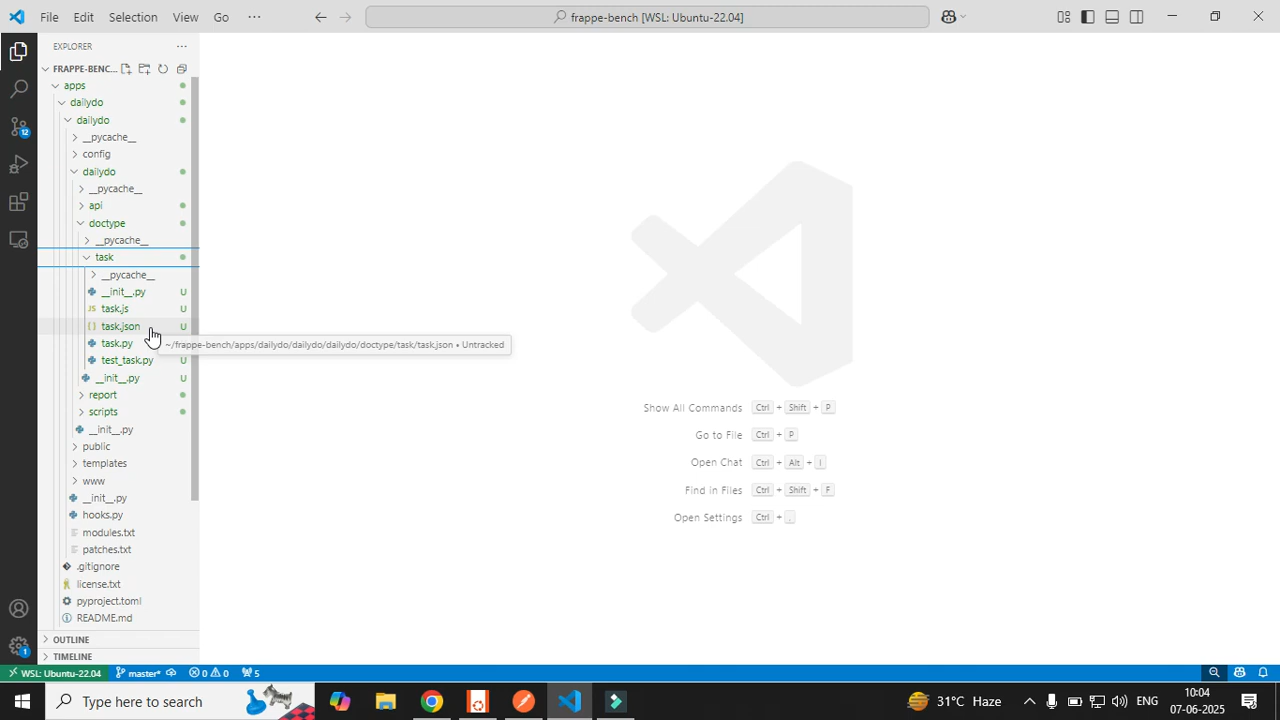 File Edit Selection View Go ···
frappe-bench [WSL: Ubuntu-22.04]
EXPLORER ···
FRAPPE-BENC...
apps
dailydo
dailydo
__pycache__
config
dailydo
__pycache__
api
doctype
__pycache__
task
__pycache__
__init__.py U
JS task.js U
{} task.json U
~/frappe-bench/apps/dailydo/dailydo/dailydo/doctype/task/task.json • Untracked
task.py
test_task.py U
__init__.py U
report
scripts
__init__.py
public
templates
www
__init__.py
hooks.py
modules.txt
patches.txt
.gitignore
license.txt
pyproject.toml
README.md
OUTLINE
TIMELINE
12
1
Show All Commands Ctrl + Shift + P
Go to File Ctrl + P
Open Chat Ctrl + Alt + I
Find in Files Ctrl + Shift + F
Open Settings Ctrl + ,
WSL: Ubuntu-22.04 master* 0 0 5
Type here to search
31°C Haze ENG
10:04
07-06-2025